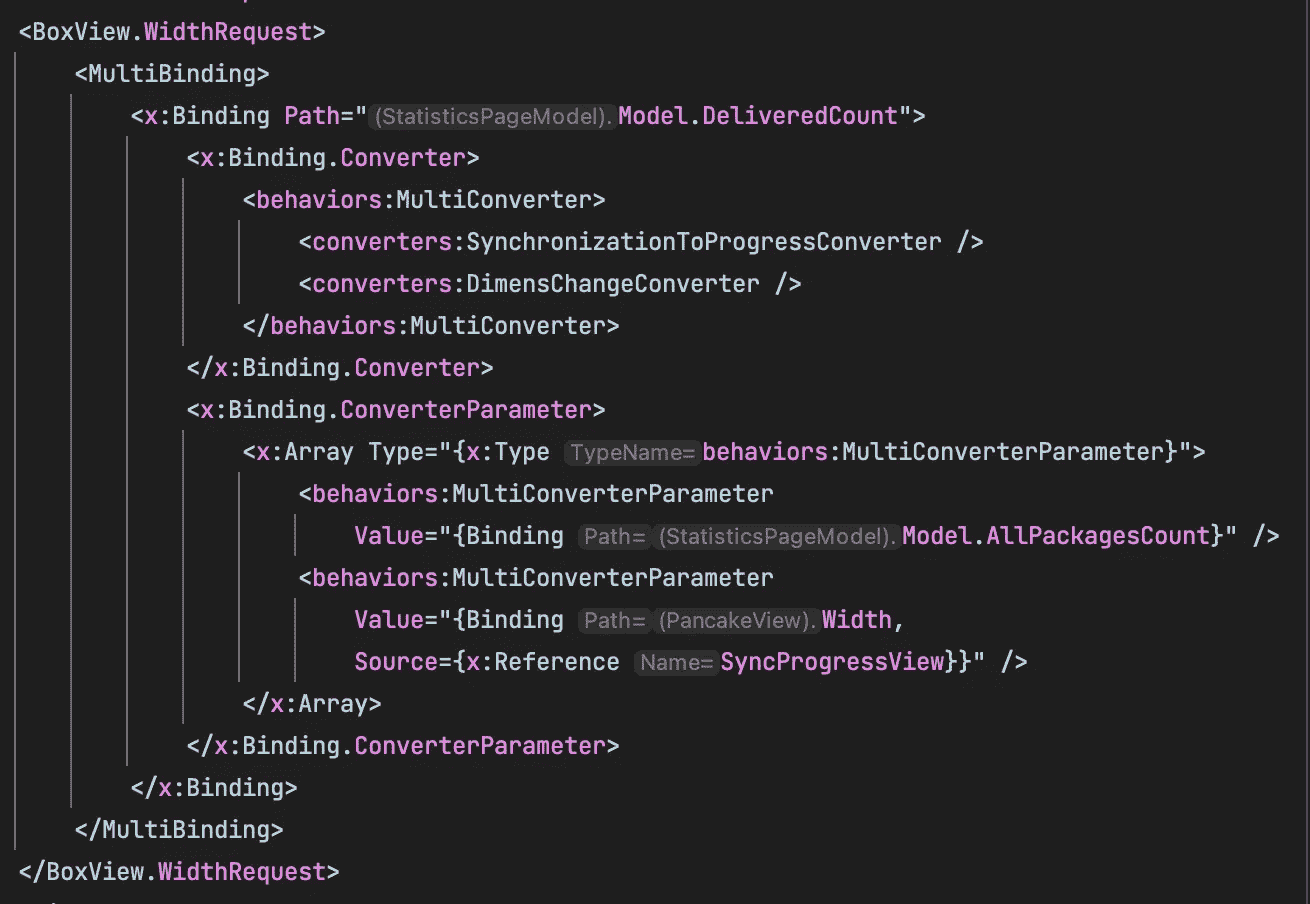 <BoxView.WidthRequest>
<MultiBinding>
<x:Binding Path="(StatisticsPageModel).Model.DeliveredCount">
<x:Binding.Converter>
<behaviors:MultiConverter>
<converters:SynchronizationToProgressConverter />
<converters:DimensChangeConverter />
</behaviors:MultiConverter>
</x:Binding.Converter>
<x:Binding.ConverterParameter>
<x:Array Type="{x:Type TypeName=behaviors:MultiConverterParameter}">
<behaviors:MultiConverterParameter
Value="{Binding Path= (StatisticsPageModel).Model.AllPackagesCount}" />
<behaviors:MultiConverterParameter
Value="{Binding Path= (PancakeView).Width,
Source={x:Reference Name=SyncProgressView}}" />
</x:Array>
</x:Binding.ConverterParameter>
</x:Binding>
</MultiBinding>
</BoxView.WidthRequest>